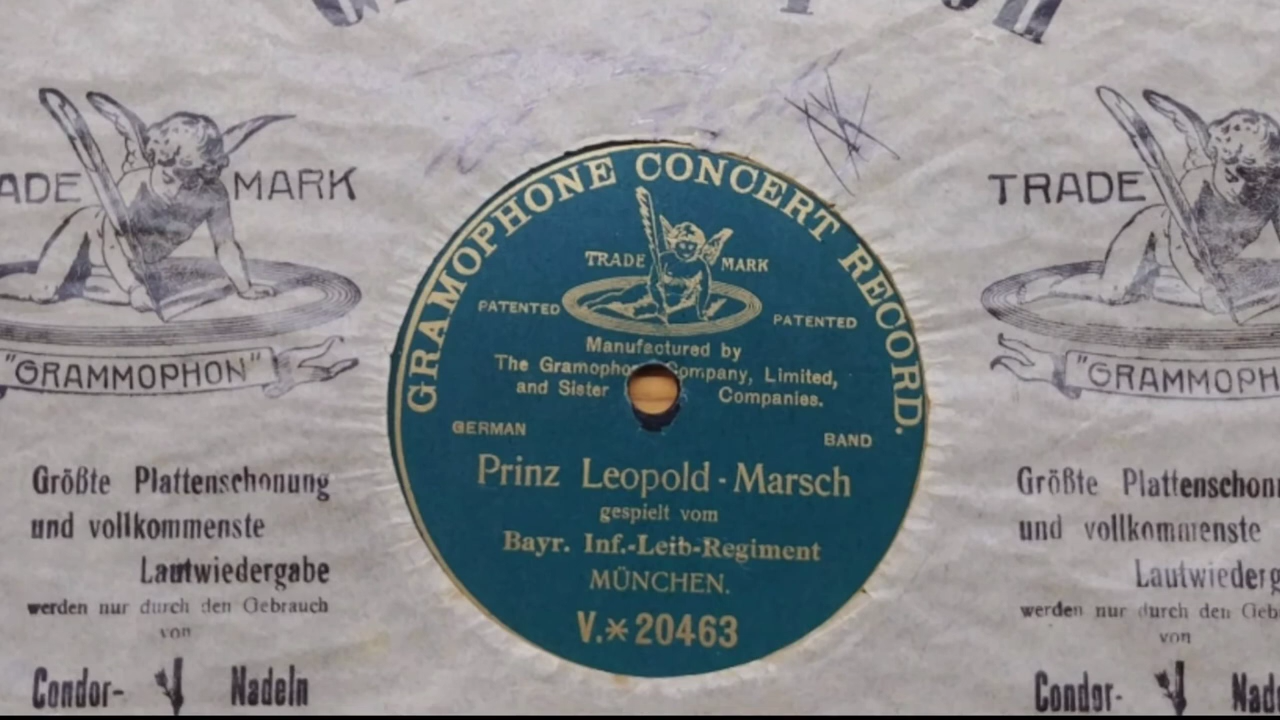 GRAMOPHONE CONCERT RECORD.
TRADE MARK
PATENTED PATENTED
Manufactured by
The Gramophone Company, Limited,
and Sister Companies.
GERMAN BAND
Prinz Leopold-Marsch
gespielt vom
Bayr. Inf.-Leib-Regiment
MÜNCHEN.
V.*20463
ADE MARK
"GRAMMOPHON"
Größte Plattenschonung
und vollkommenste
Lautwiedergabe
werden nur durch den Gebrauch
von
Condor- Nadeln
TRADE
"GRAMMOPH
Größte Plattenschon
und vollkommenste
Lautwiederg
werden nur durch den Geb
von
Condor- Nad